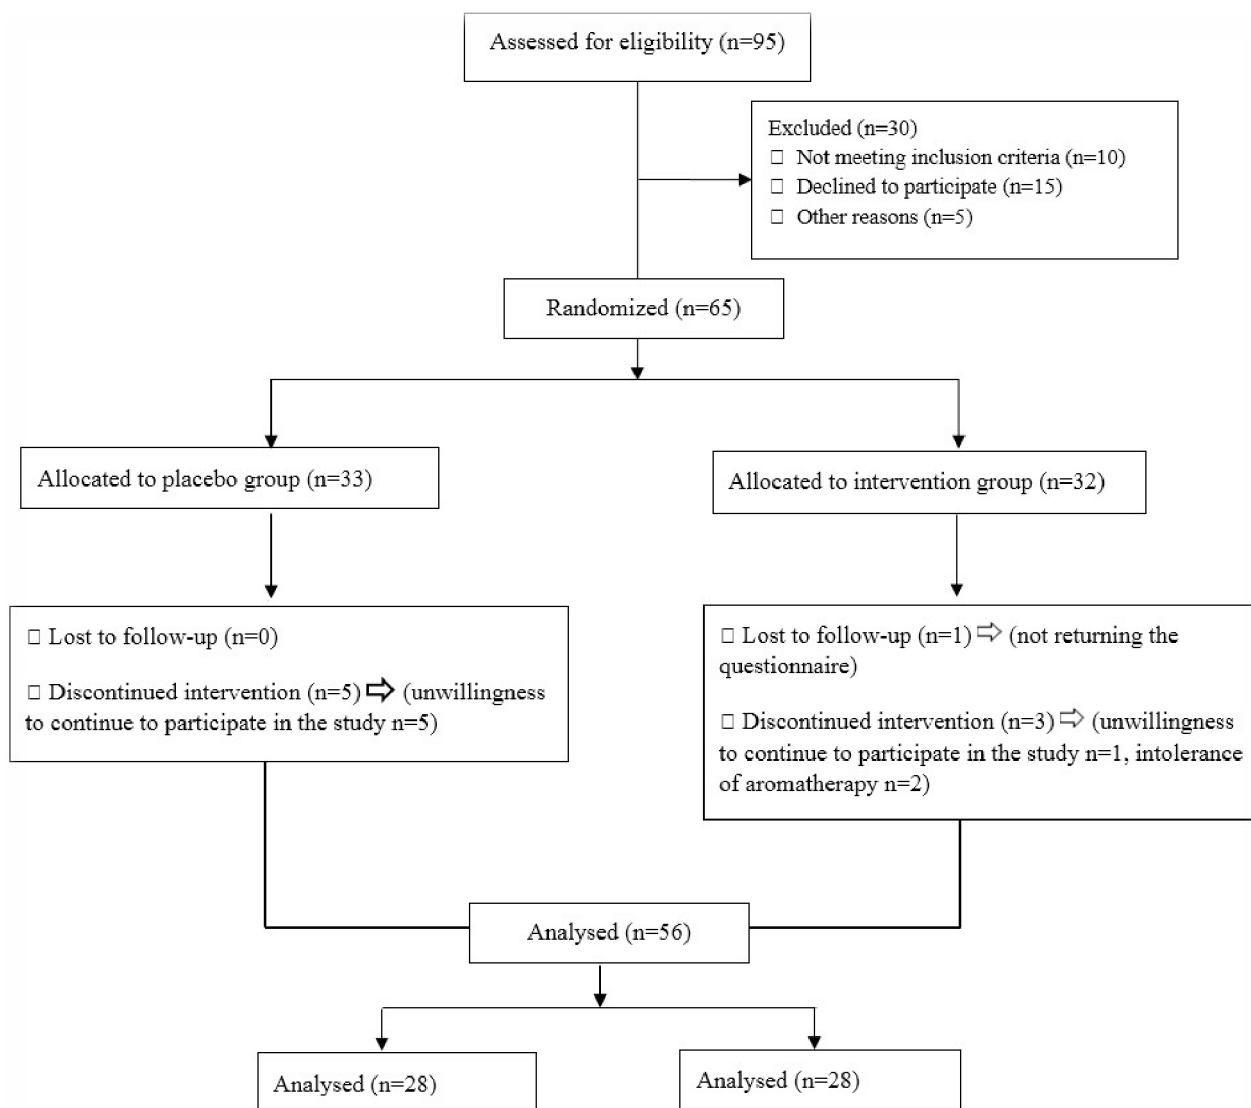 Assessed for eligibility (n=95)
Excluded (n=30)
□ Not meeting inclusion criteria (n=10)
□ Declined to participate (n=15)
□ Other reasons (n=5)
Randomized (n=65)
Allocated to placebo group (n=33)
Allocated to intervention group (n=32)
□ Lost to follow-up (n=0)
□ Discontinued intervention (n=5) ⇨ (unwillingness
to continue to participate in the study n=5)
□ Lost to follow-up (n=1) ⇨ (not returning the
questionnaire)
□ Discontinued intervention (n=3) ⇨ (unwillingness
to continue to participate in the study n=1, intolerance
of aromatherapy n=2)
Analysed (n=56)
Analysed (n=28)
Analysed (n=28)